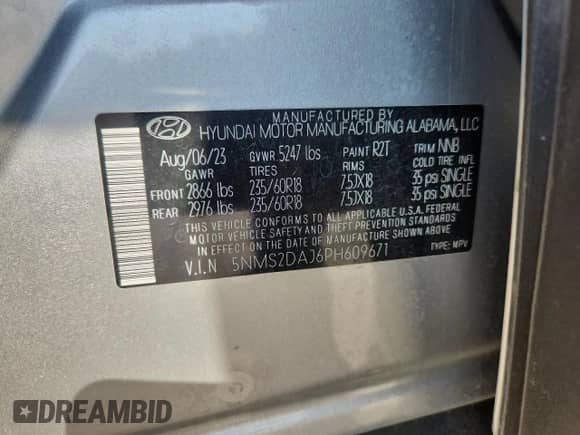 MANUFACTURED BY
HYUNDAI MOTOR MANUFACTURING ALABAMA, LLC
Aug/06/23 GVWR 5247 lbs PAINT R2T TRIM NNB
GAWR TIRES RIMS COLD TIRE INFL
FRONT 2866 lbs 235/60R18 7.5JX18 35 psi SINGLE
REAR 2976 lbs 235/60R18 7.5JX18 35 psi SINGLE
THIS VEHICLE CONFORMS TO ALL APPLICABLE U.S.A. FEDERAL
MOTOR VEHICLE SAFETY AND THEFT PREVENTION STANDARDS
IN EFFECT ON THE DATE OF MANUFACTURE SHOWN ABOVE.
V.I.N 5NMS2DAJ6PH609671 TYPE: MPV
DREAMBID